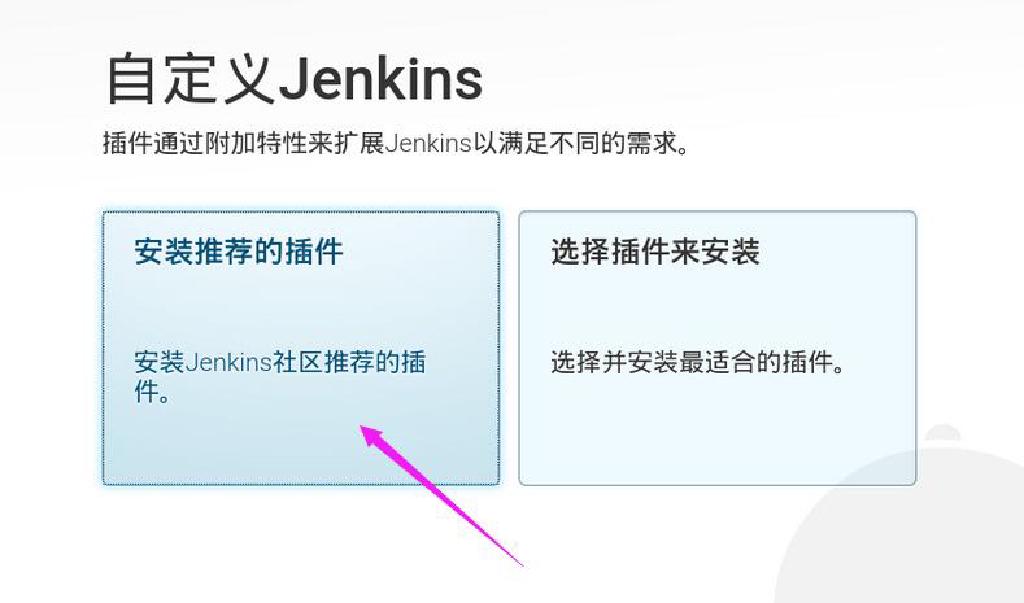 自定义Jenkins
插件通过附加特性来扩展Jenkins以满足不同的需求。
安装推荐的插件
安装Jenkins社区推荐的插
件。
选择插件来安装
选择并安装最适合的插件。